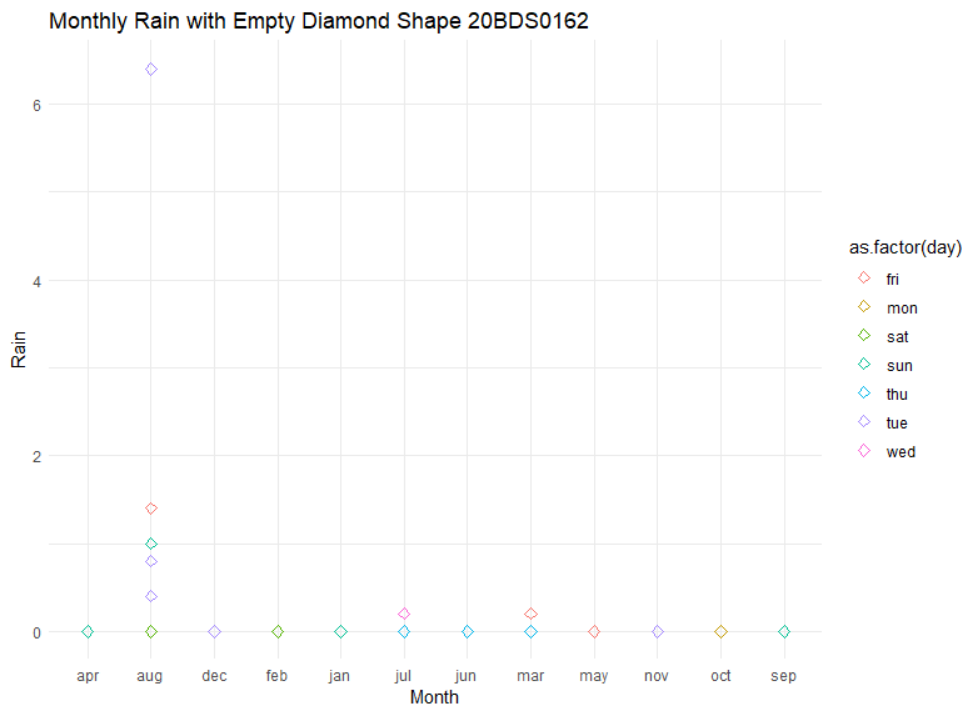 Monthly Rain with Empty Diamond Shape 20BDS0162
Rain
6
4
2
0
apr aug dec feb jan jul jun mar may nov oct sep
Month
as.factor(day)
fri
mon
sat
sun
thu
tue
wed